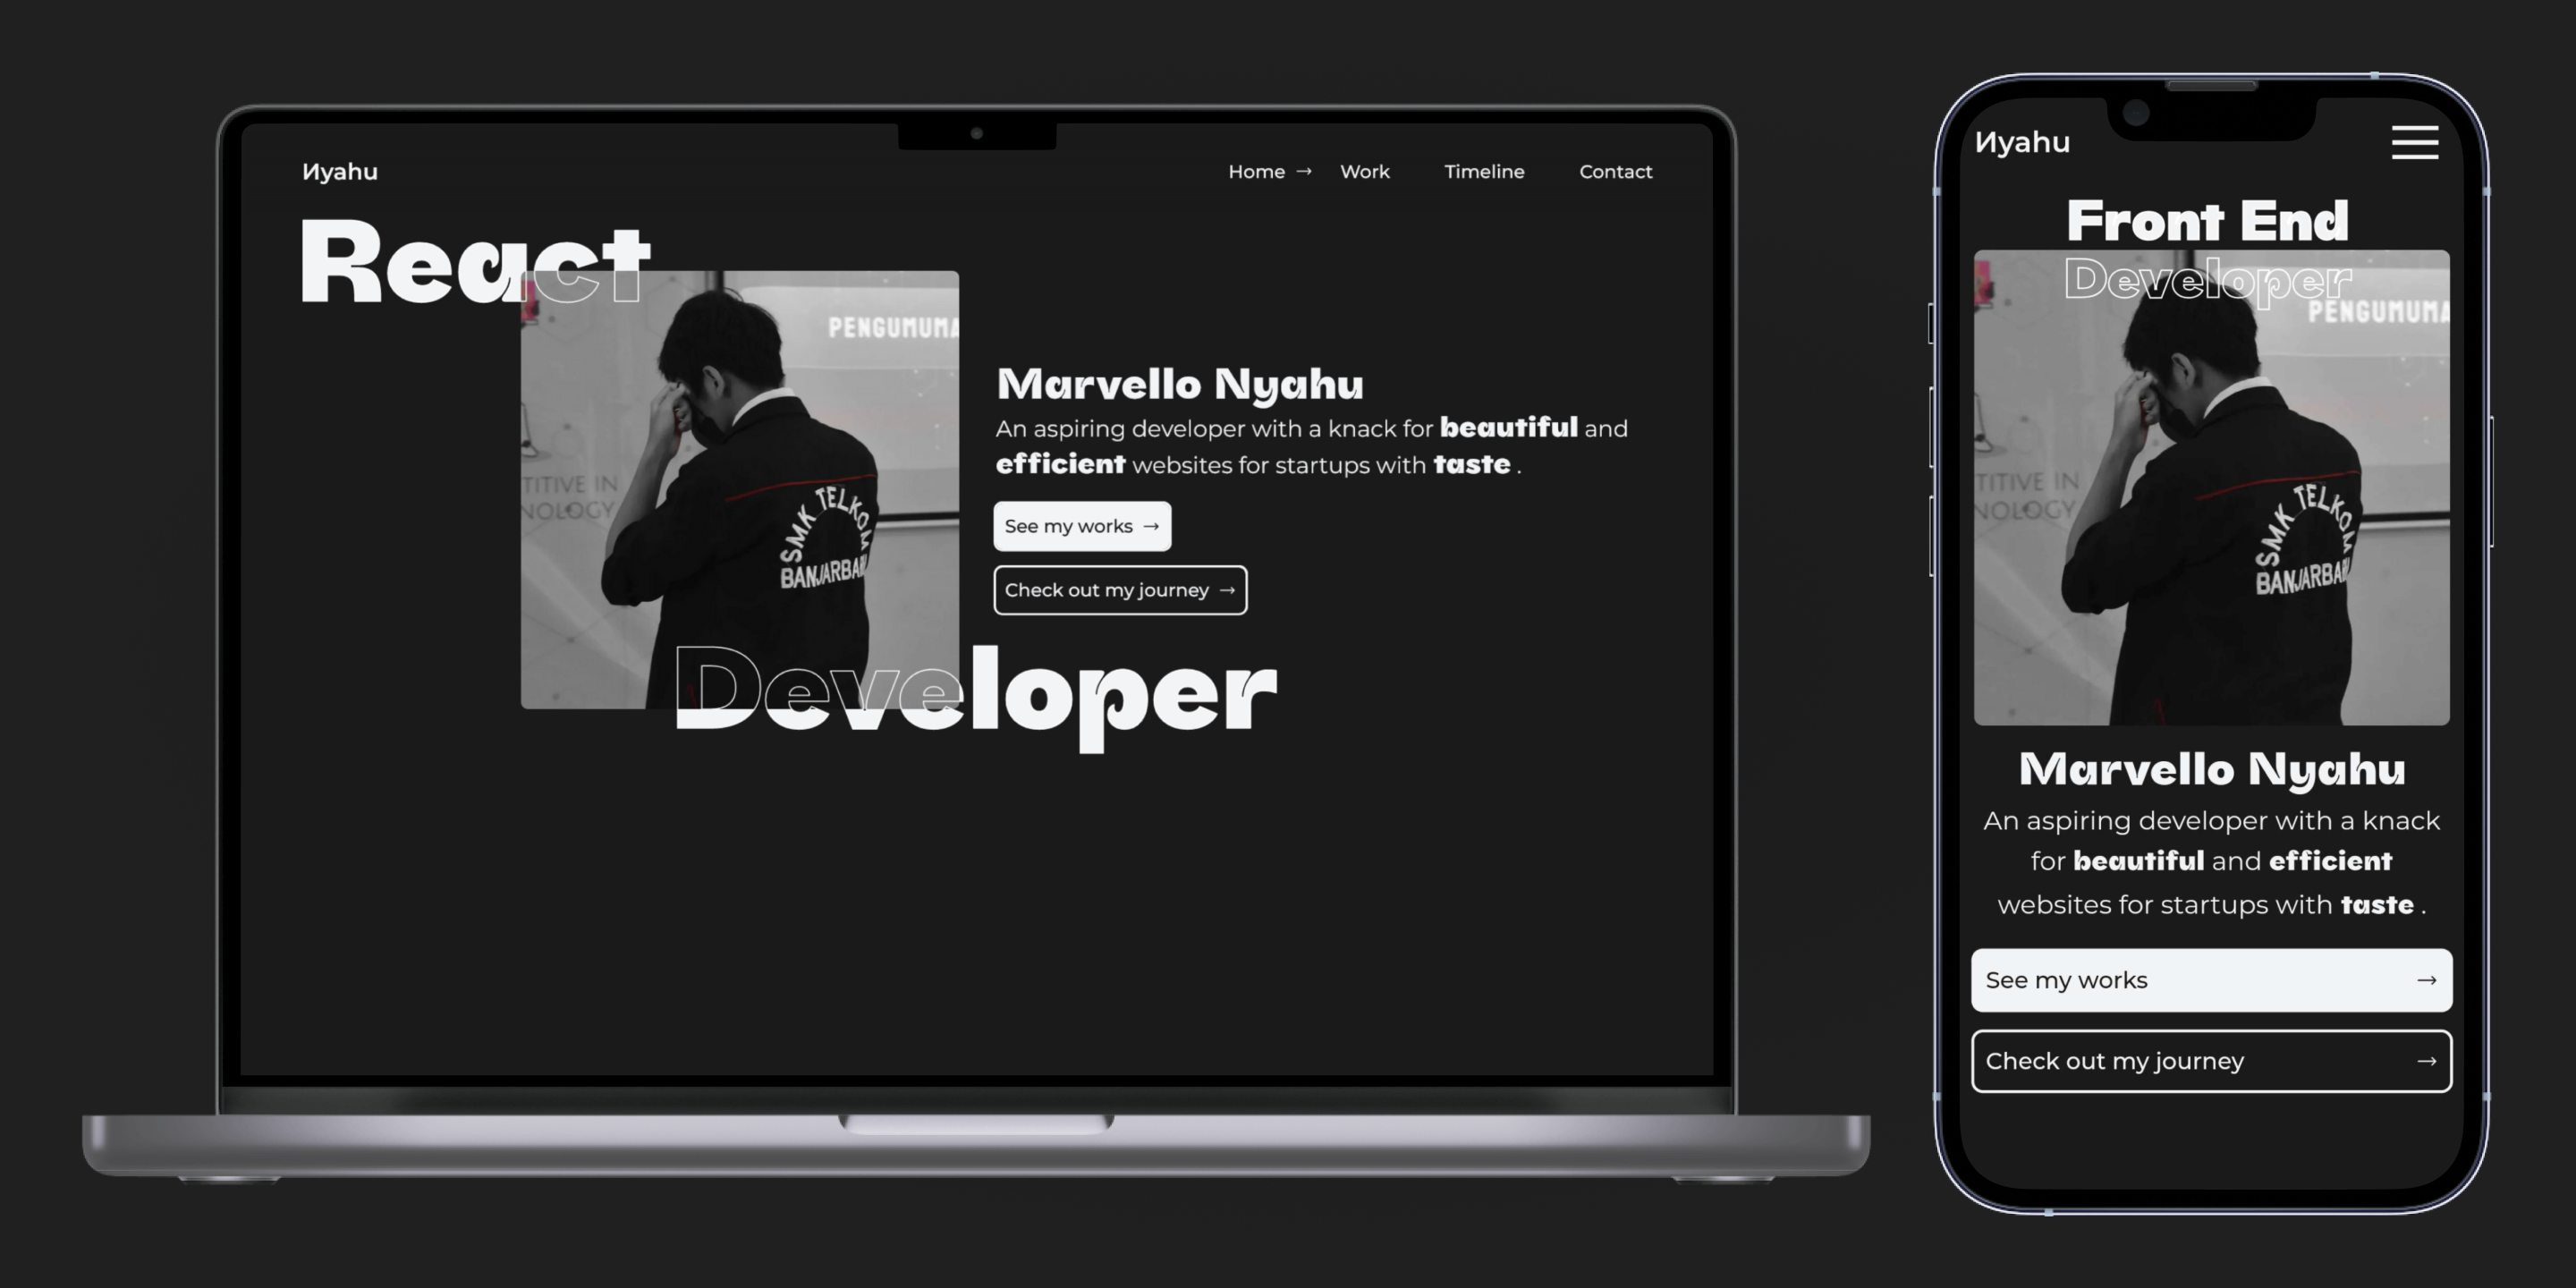 Иyahu
Home → Work Timeline Contact
React
PENGUMUMA
TITIVE IN
NOLOGY
SMK TELKOM
BANJARBA
Marvello Nyahu
An aspiring developer with a knack for beautiful and
efficient websites for startups with taste .
See my works →
Check out my journey →
Developer
Иyahu
Front End
Developer
PENGUMUMA
TITIVE IN
NOLOGY
SMK TELKOM
BANJARBA
Marvello Nyahu
An aspiring developer with a knack
for beautiful and efficient
websites for startups with taste .
See my works →
Check out my journey →